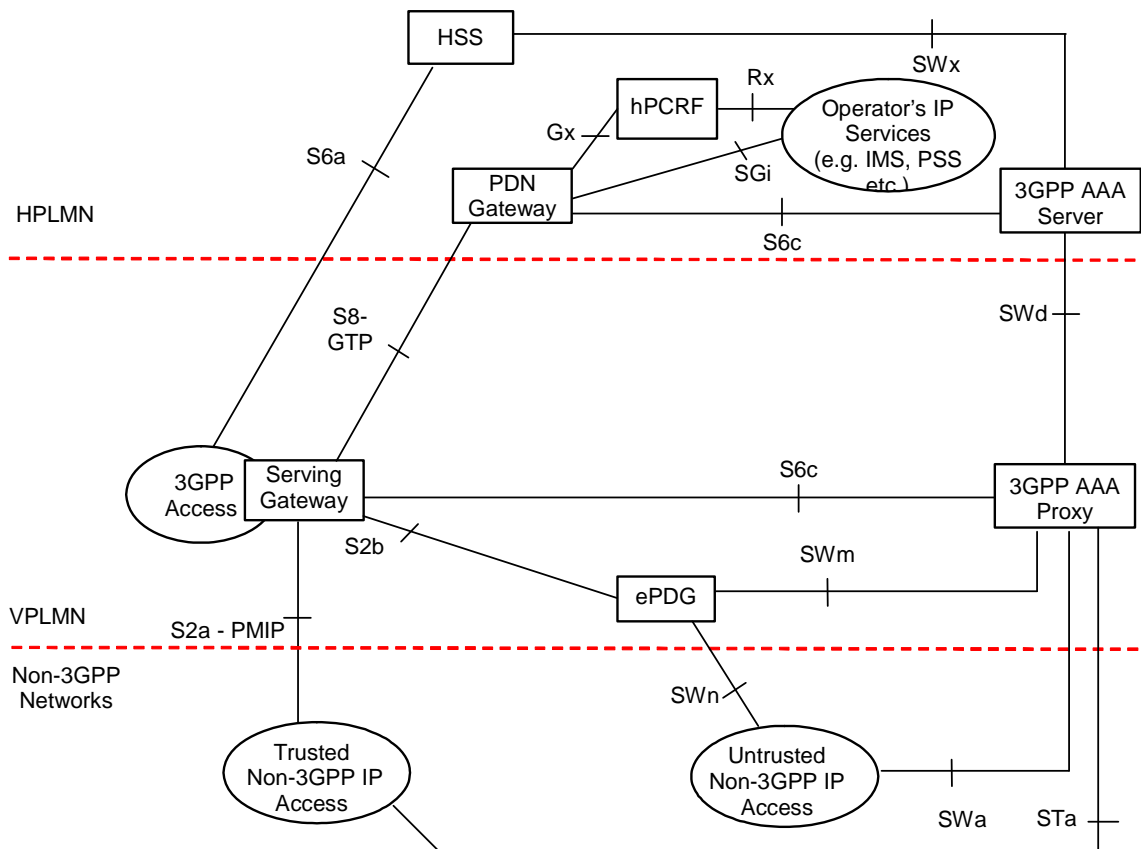 HSS
SWx
Rx
hPCRF
Operator's IP
Services
(e.g. IMS, PSS
etc.)
Gx
S6a
SGi
PDN
Gateway
3GPP AAA
Server
HPLMN
S6c
S8-
GTP
SWd
3GPP
Access
Serving
Gateway
S6c
3GPP AAA
Proxy
S2b
SWm
ePDG
VPLMN
S2a - PMIP
Non-3GPP
Networks
SWn
Trusted
Non-3GPP IP
Access
Untrusted
Non-3GPP IP
Access
SWa
STa